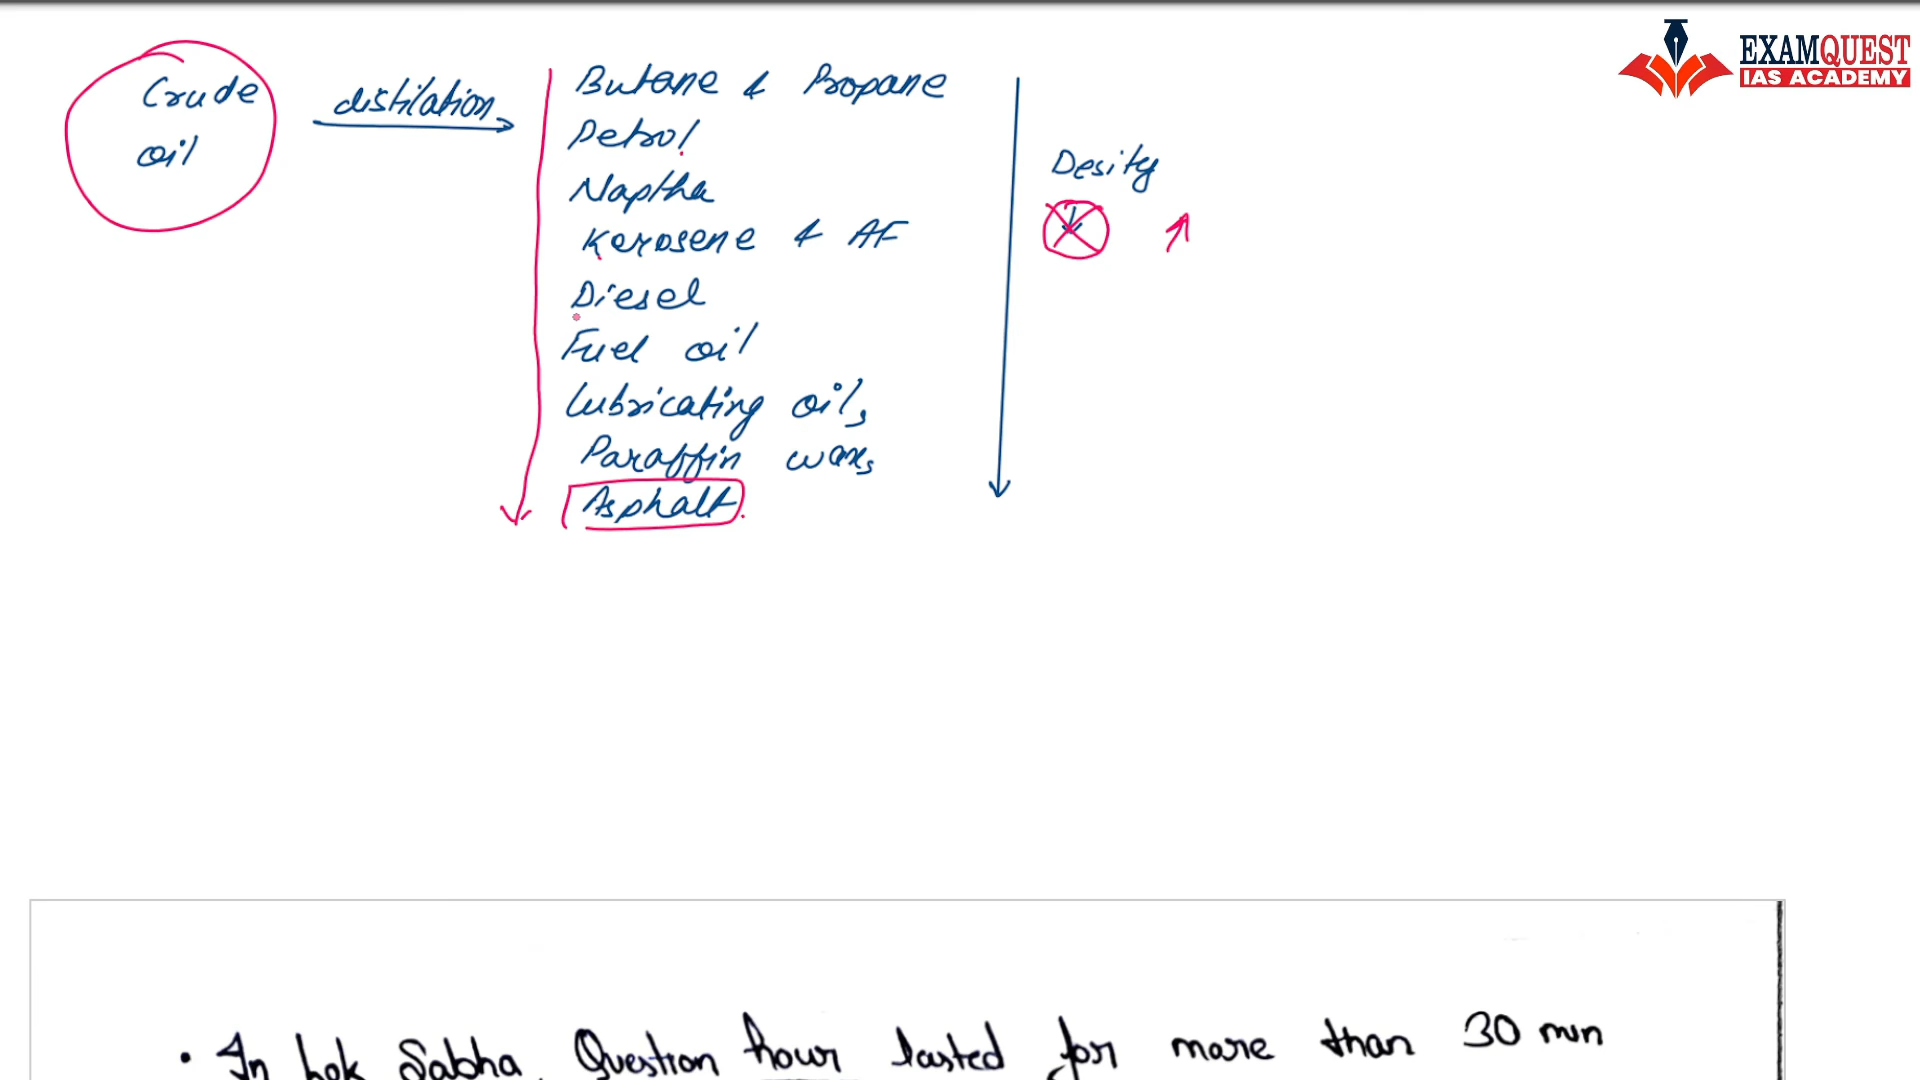 EXAMQUEST
IAS ACADEMY
Crude
oil
distilation
Butane & Propane
Petrol
Naptha
Kerosene & AF
Diesel
Fuel oil
Lubricating oil,
Paraffin wax,
Asphalt.
Desity
• In Lok Sabha, Question hour lasted for more than 30 min